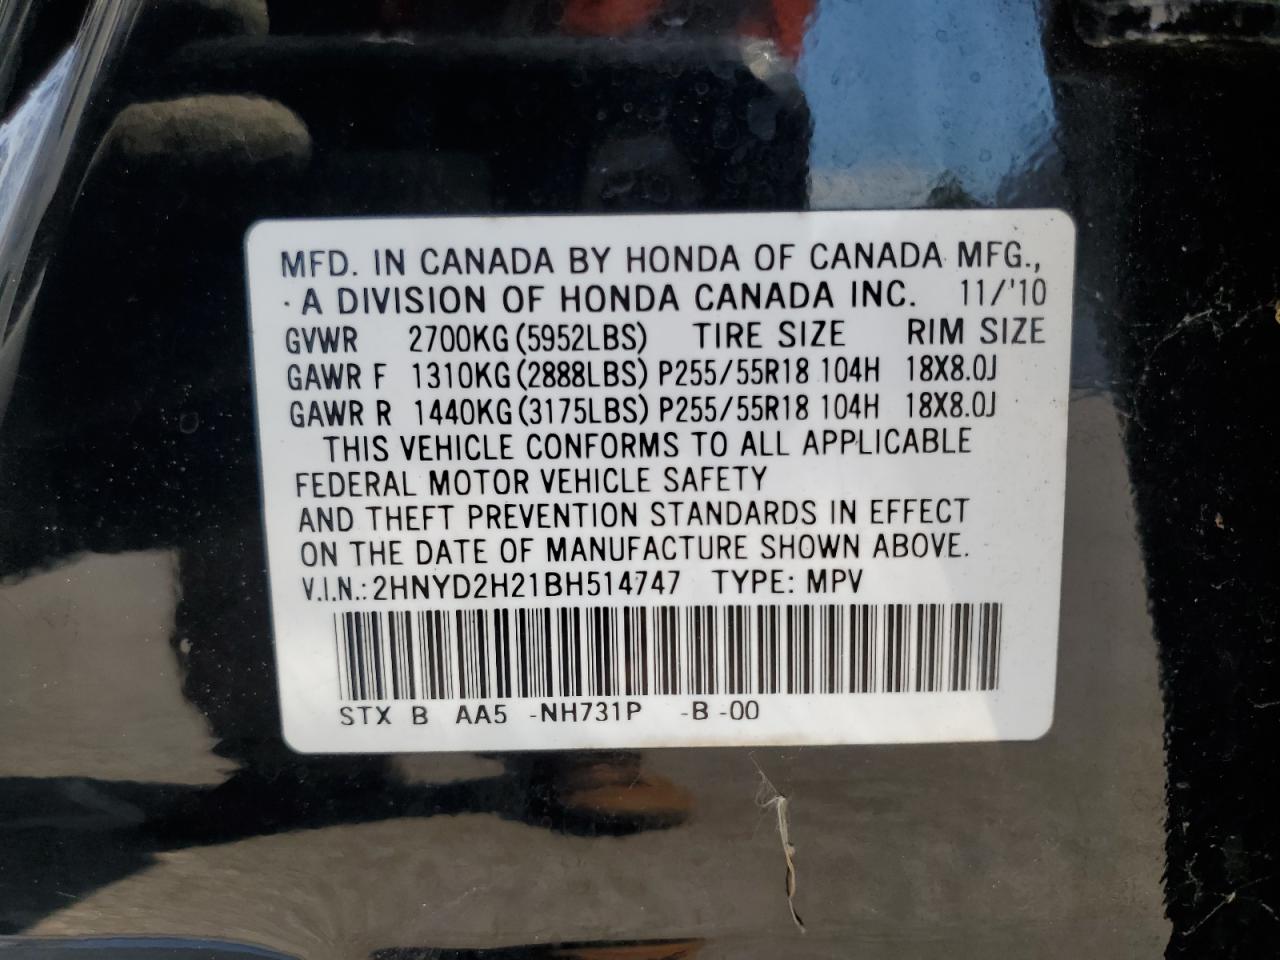 MFD. IN CANADA BY HONDA OF CANADA MFG.,
A DIVISION OF HONDA CANADA INC. 11/'10
GVWR 2700KG (5952LBS) TIRE SIZE RIM SIZE
GAWR F 1310KG (2888LBS) P255/55R18 104H 18X8.0J
GAWR R 1440KG (3175LBS) P255/55R18 104H 18X8.0J
THIS VEHICLE CONFORMS TO ALL APPLICABLE
FEDERAL MOTOR VEHICLE SAFETY
AND THEFT PREVENTION STANDARDS IN EFFECT
ON THE DATE OF MANUFACTURE SHOWN ABOVE.
V.I.N.: 2HNYD2H21BH514747 TYPE: MPV
STX B AA5 -NH731P -B -00